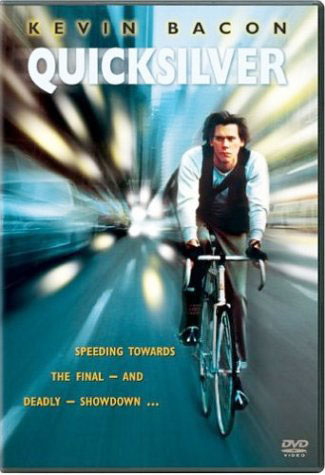 KEVIN BACON
QUICKSILVER
SPEEDING TOWARDS
THE FINAL – AND
DEADLY – SHOWDOWN ...
DVD
VIDEO